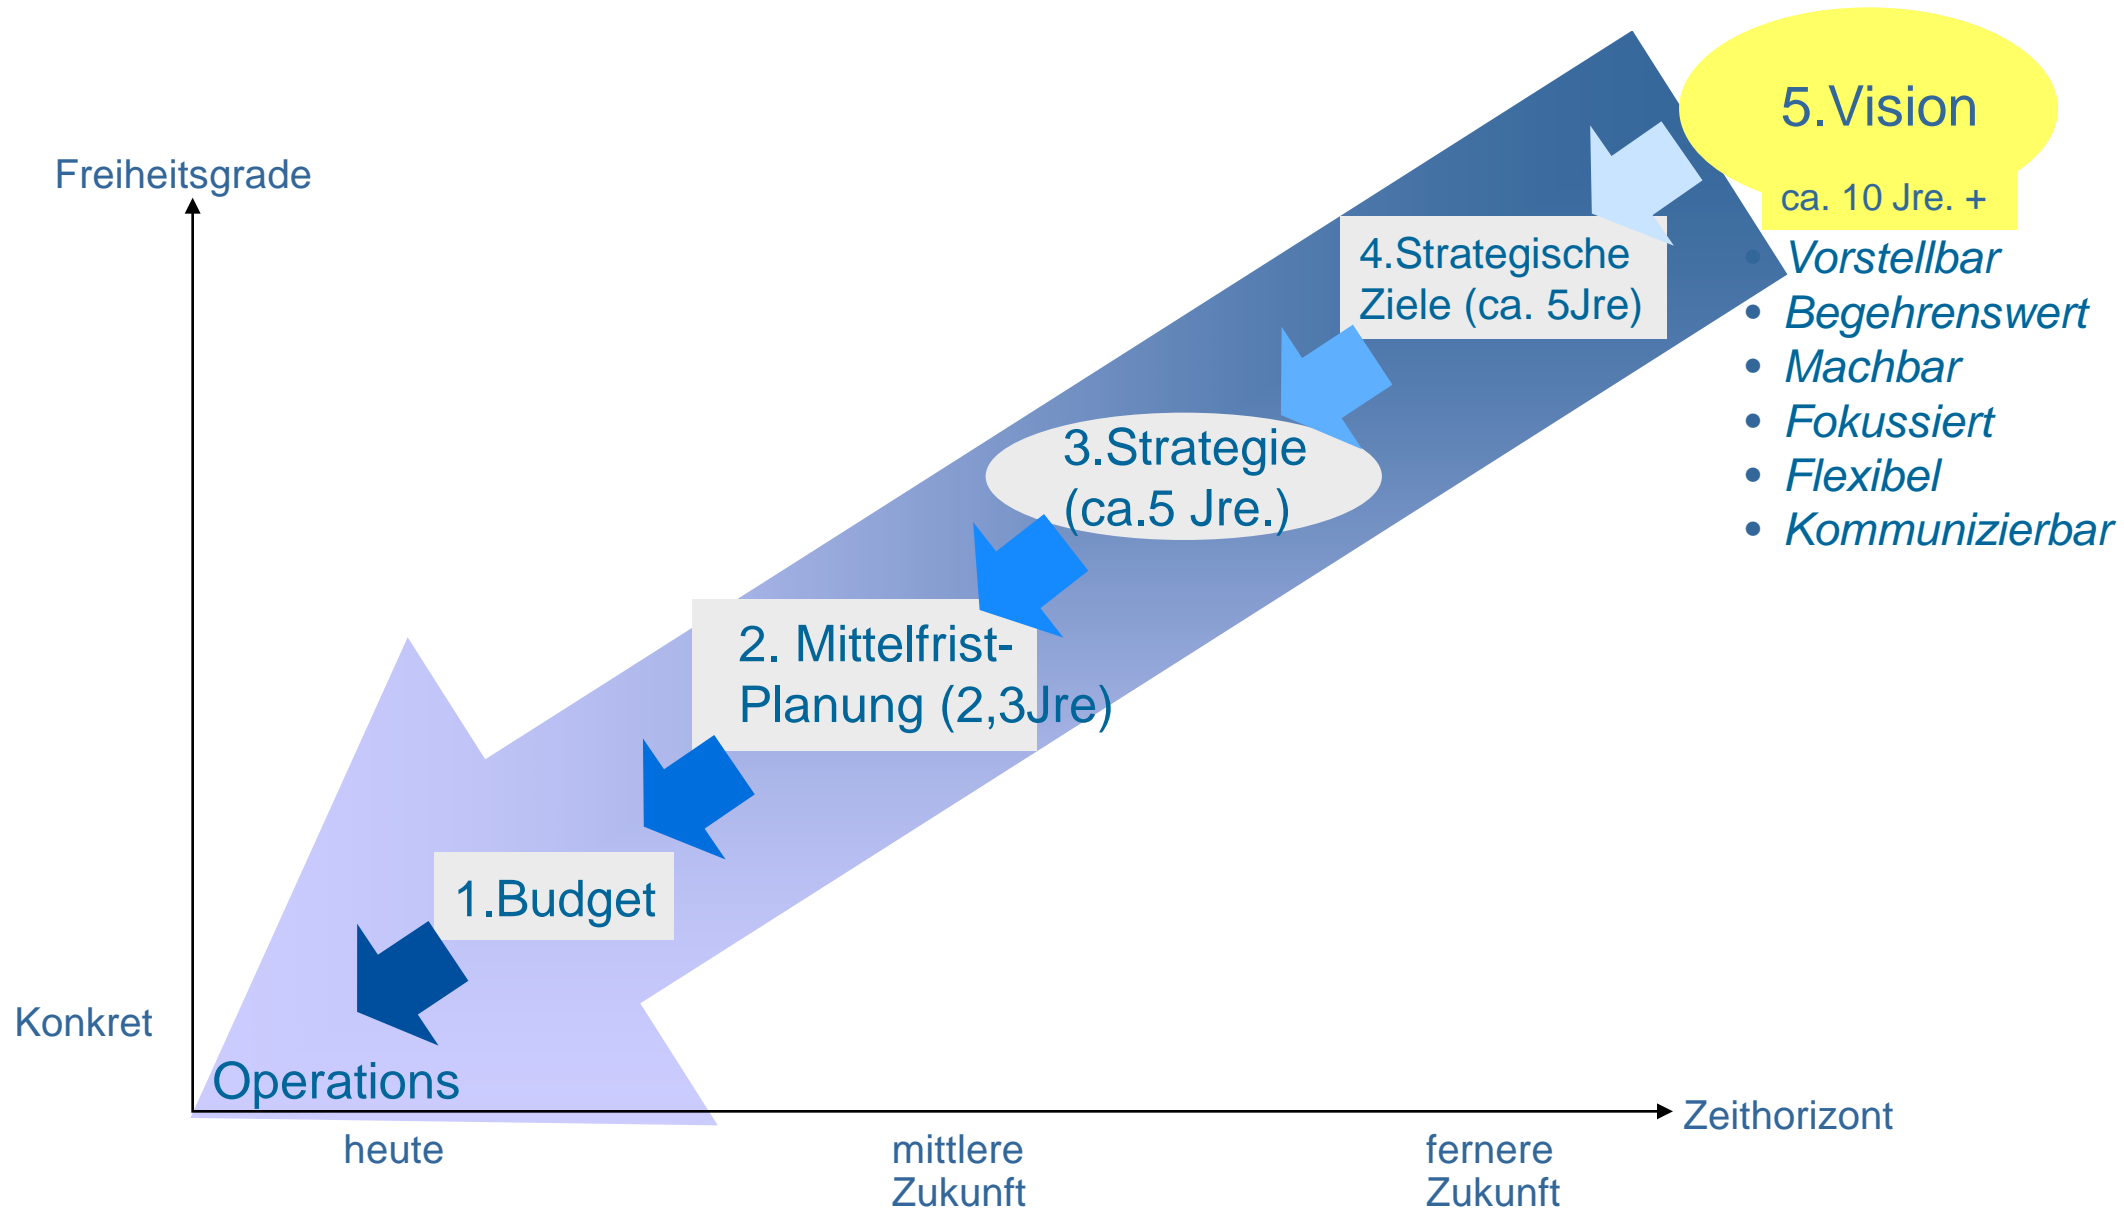 5.Vision
ca. 10 Jre. +
Freiheitsgrade
4.Strategische
Ziele (ca. 5Jre)
• Vorstellbar
• Begehrenswert
• Machbar
• Fokussiert
• Flexibel
• Kommunizierbar
3.Strategie
(ca.5 Jre.)
2. Mittelfrist-
Planung (2,3Jre)
1.Budget
Konkret
Operations
Zeithorizont
heute
mittlere
Zukunft
fernere
Zukunft